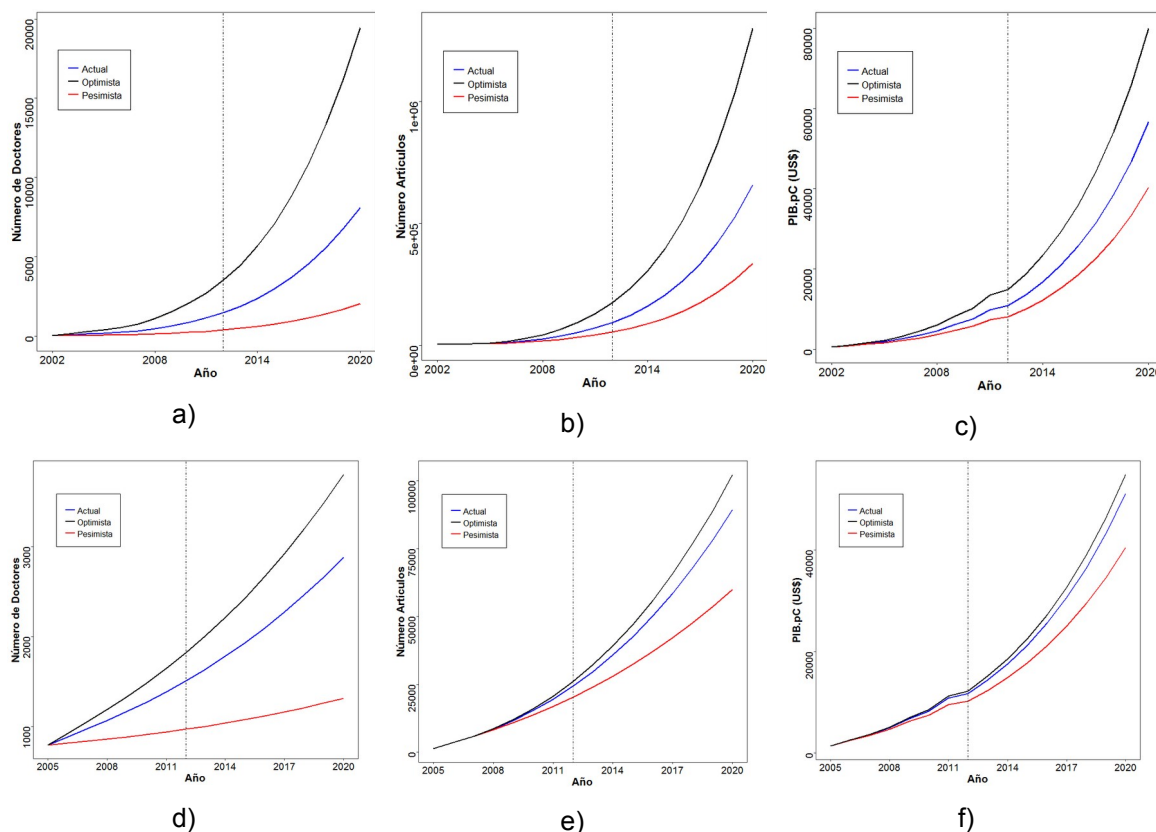 Número de Doctores
20000
15000
10000
5000
0
Actual
Optimista
Pesimista
2002
2008
2014
2020
Año
a)
Número Artículos
1e+06
5e+05
0e+00
Actual
Optimista
Pesimista
2002
2008
2014
2020
Año
b)
PIB.pC (US$)
80000
60000
40000
20000
0
Actual
Optimista
Pesimista
2002
2008
2014
2020
Año
c)
Número de Doctores
3000
2000
1000
Actual
Optimista
Pesimista
2005
2008
2011
2014
2017
2020
Año
d)
Número Artículos
100000
75000
50000
25000
0
Actual
Optimista
Pesimista
2005
2008
2011
2014
2017
2020
Año
e)
PIB.pC (US$)
40000
20000
0
Actual
Optimista
Pesimista
2005
2008
2011
2014
2017
2020
Año
f)